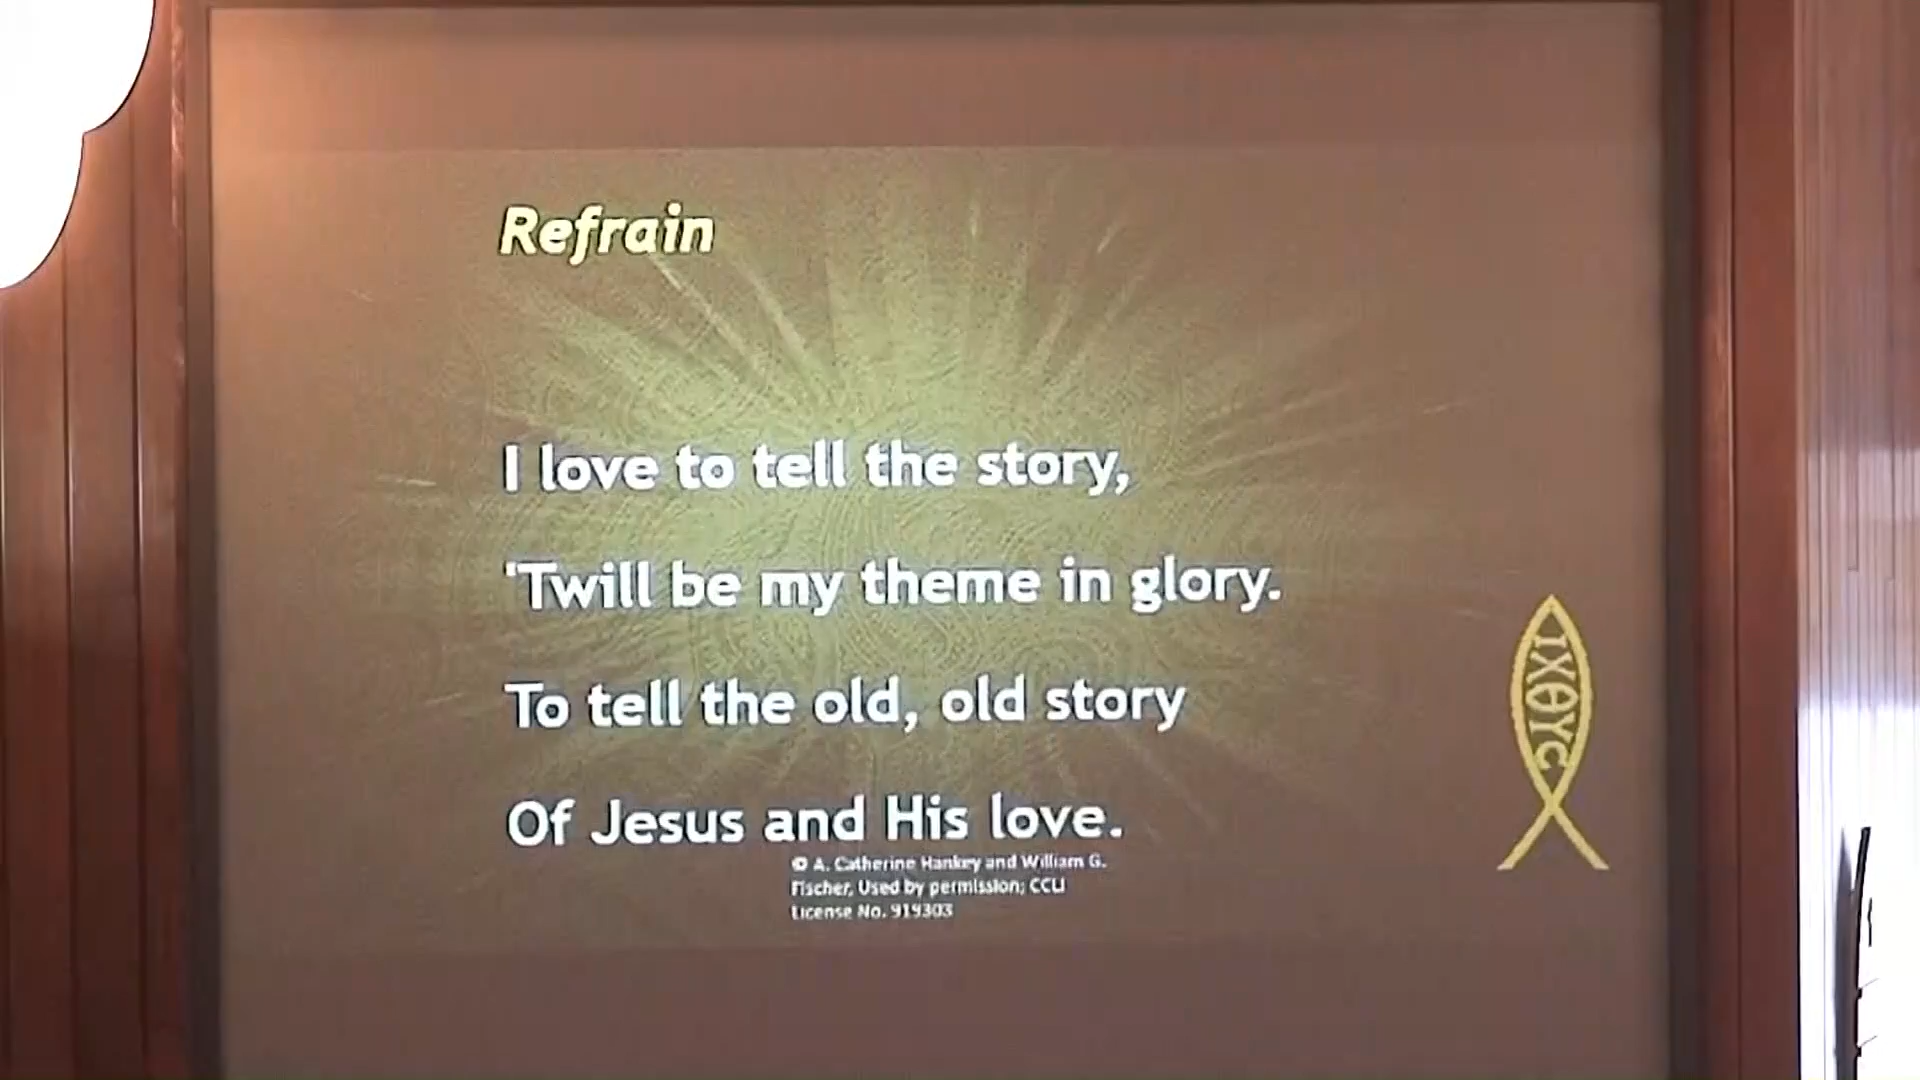 Refrain
I love to tell the story,
'Twill be my theme in glory.
To tell the old, old story
Of Jesus and His love.
© A. Catherine Hankey and William G.
Fischer, Used by permission; CCLI
License No. 919303
ΙΧΘΥC